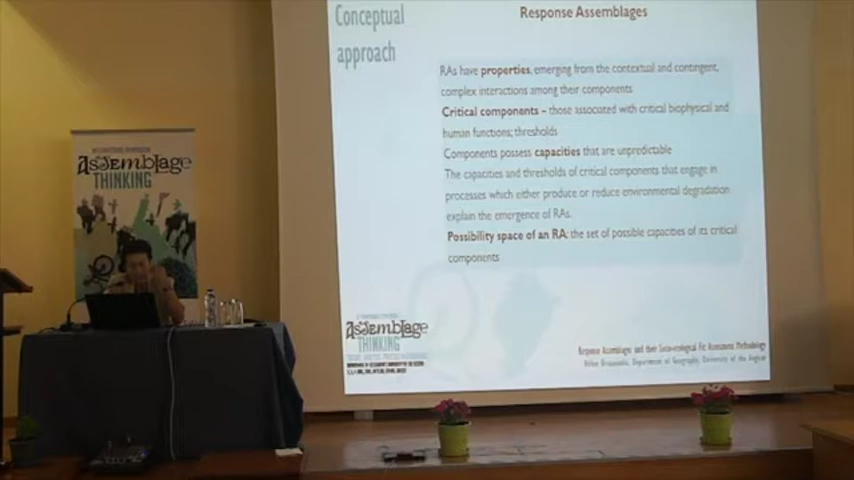 Conceptual
approach
Response Assemblages
RAs have properties, emerging from the contextual and contingent,
complex interactions among their components
Critical components – those associated with critical biophysical and
human functions; thresholds
Components possess capacities that are unpredictable
The capacities and thresholds of critical components that engage in
processes which either produce or reduce environmental degradation
explain the emergence of RAs.
Possibility space of an RA: the set of possible capacities of its critical
components
AssemblAge
THINKING
AssemblAge
THINKING
Response Assemblages and their Socio-ecological Fit Assessment Methodology
Department of Geography, University of the Aegean